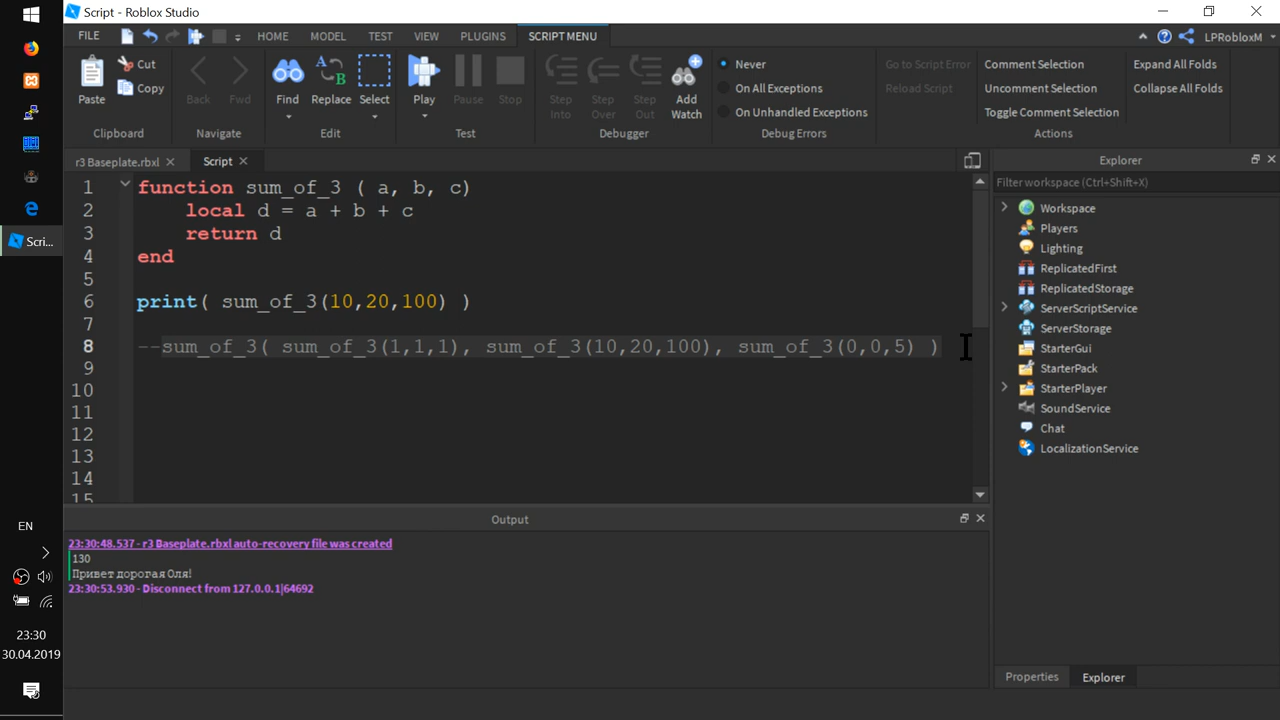 Script - Roblox Studio
FILE HOME MODEL TEST VIEW PLUGINS SCRIPT MENU LPRobloxM
Paste Cut Copy Clipboard
Back Fwd Navigate
Find Replace Select Edit
Play Pause Stop Test
Step Into Step Over Step Out Add Watch Debugger
Never
On All Exceptions
On Unhandled Exceptions
Debug Errors
Go to Script Error
Reload Script
Comment Selection
Uncomment Selection
Toggle Comment Selection
Expand All Folds
Collapse All Folds
Actions
r3 Baseplate.rbxl Script
1 function sum_of_3 ( a, b, c)
2 local d = a + b + c
3 return d
4 end
5
6 print( sum_of_3(10,20,100) )
7
8 --sum_of_3( sum_of_3(1,1,1), sum_of_3(10,20,100), sum_of_3(0,0,5) )
9
10
11
12
13
14
15
Output
23:30:48.537 - r3 Baseplate.rbxl auto-recovery file was created
130
Привет дорогая Оля!
23:30:53.930 - Disconnect from 127.0.0.1|64692
Explorer
Filter workspace (Ctrl+Shift+X)
Workspace
Players
Lighting
ReplicatedFirst
ReplicatedStorage
ServerScriptService
ServerStorage
StarterGui
StarterPack
StarterPlayer
SoundService
Chat
LocalizationService
Properties Explorer
Scri...
EN
23:30
30.04.2019